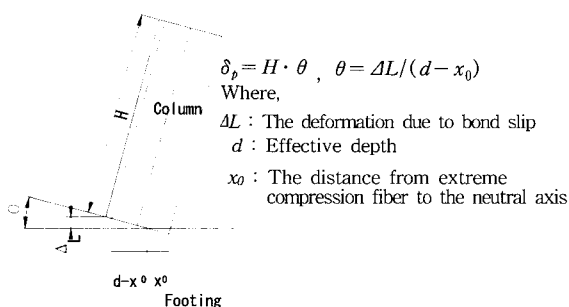 δp = H · θ , θ = ΔL/(d − x0)
Where,
ΔL : The deformation due to bond slip
d : Effective depth
x0 : The distance from extreme
compression fiber to the neutral axis
H
Column
θ
ΔL
d-x0 x0
Footing